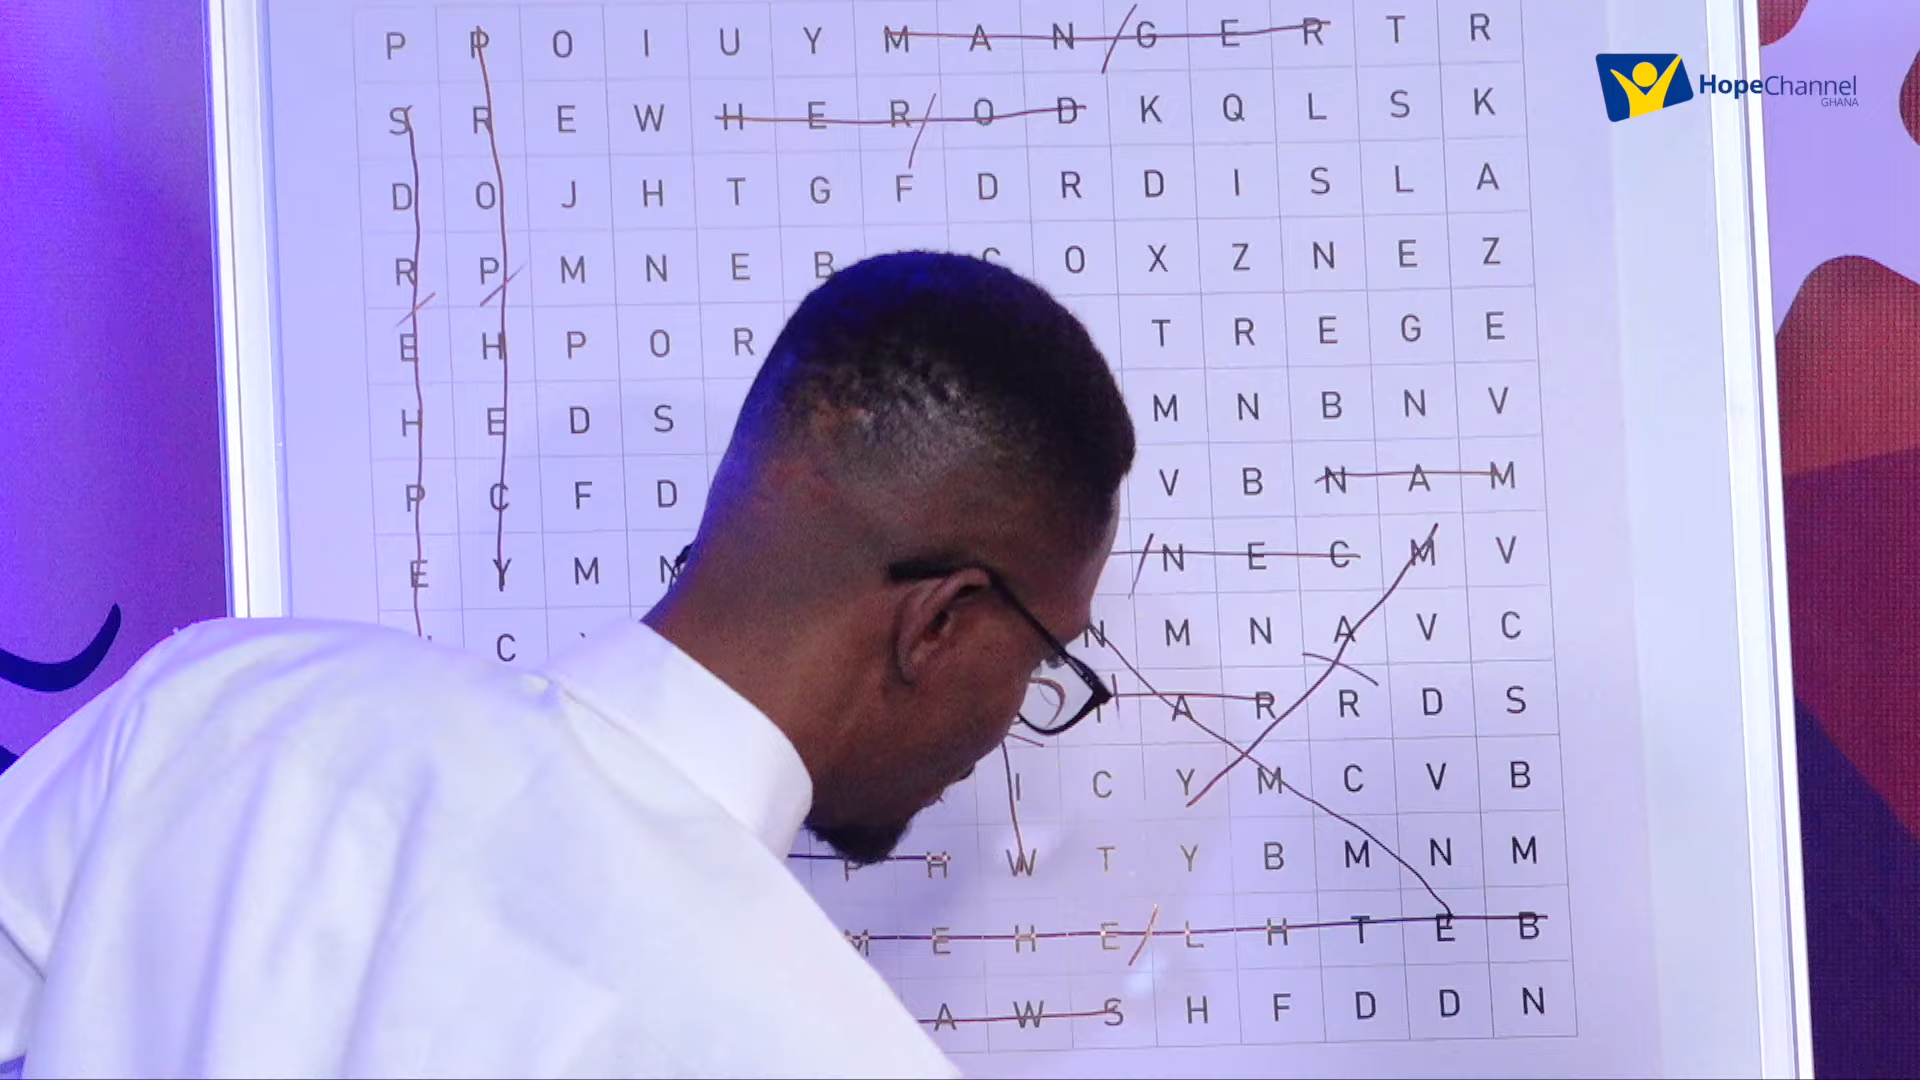 P P O I U Y M A N G E R T R
S R E W H E R O D K Q L S K
HopeChannel
GHANA
D O J H T G F D R D I S L A
R P M N E B C O X Z N E Z
E H P O R T R E G E
H E D S M N B N V
P C F D V B N A M
E Y M N N E C M V
C N M N A V C
A R R D S
I C Y M C V B
P H W T Y B M N M
M E H E L H T E B
A W S H F D D N